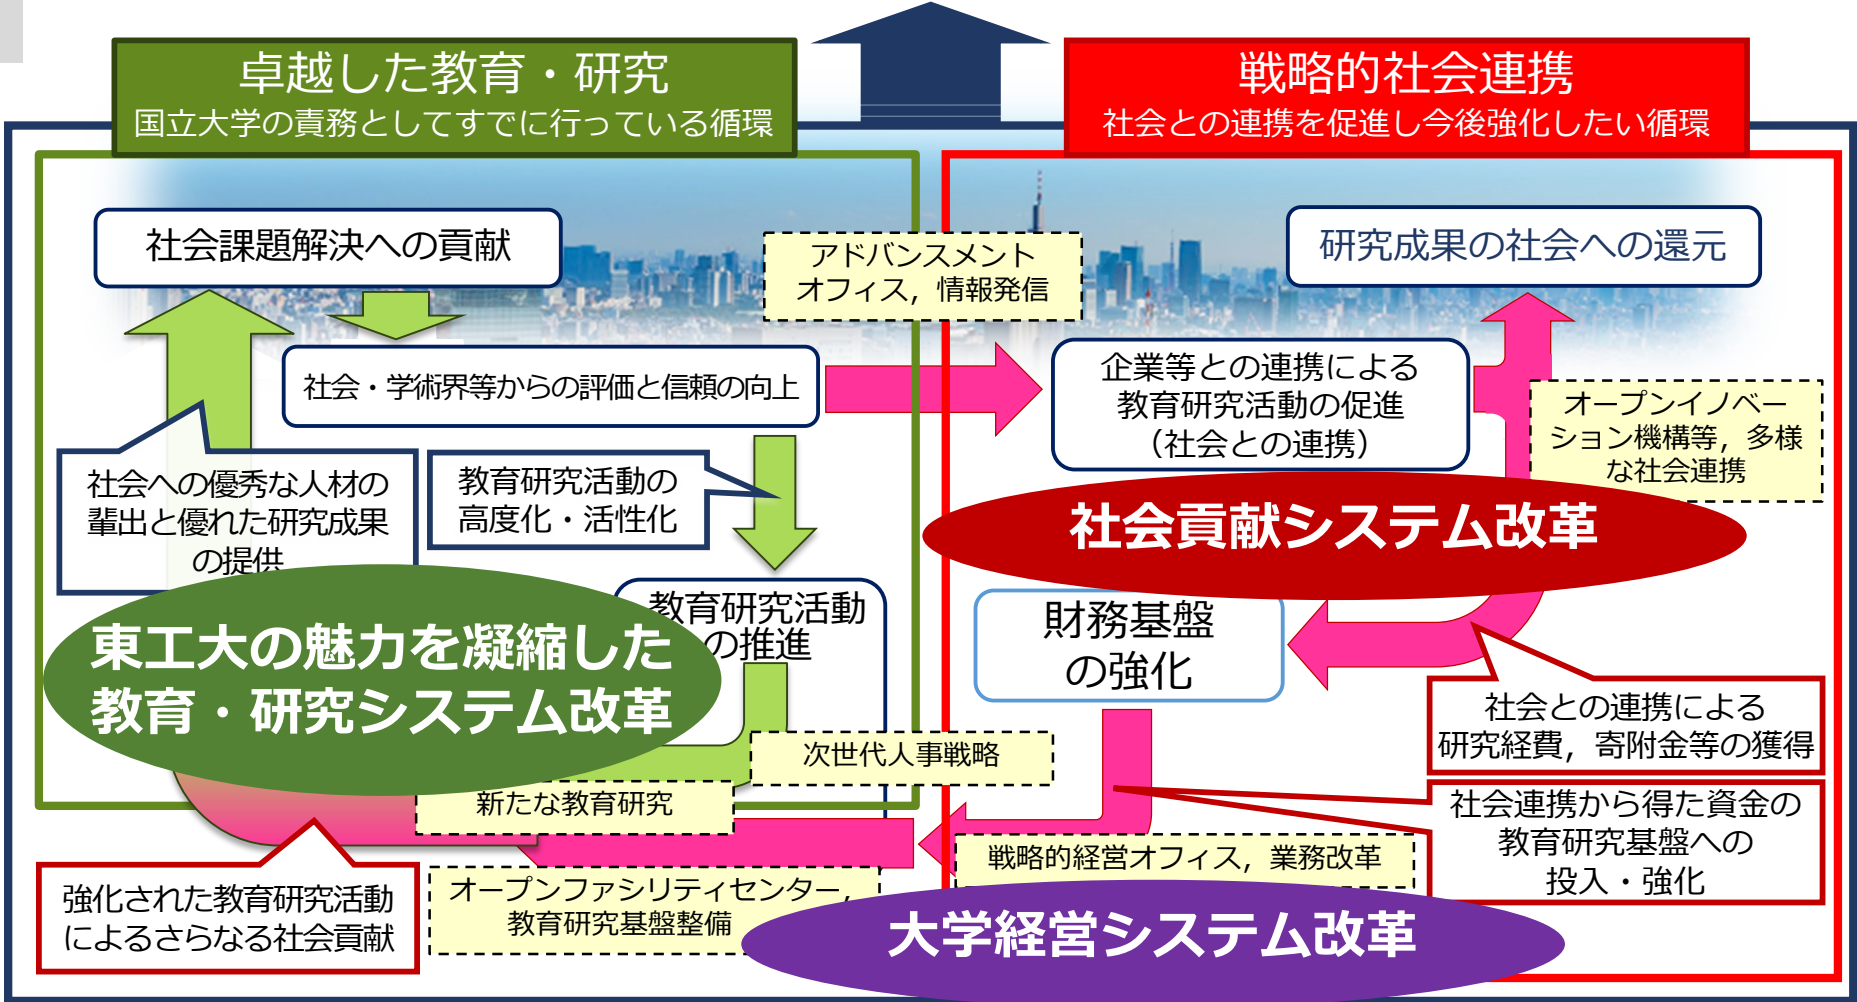 卓越した教育・研究
国立大学の責務としてすでに行っている循環
戦略的社会連携
社会との連携を促進し今後強化したい循環
社会課題解決への貢献
アドバンスメント
オフィス，情報発信
研究成果の社会への還元
社会・学術界等からの評価と信頼の向上
企業等との連携による
教育研究活動の促進
（社会との連携）
オープンイノベー
ション機構等，多様
な社会連携
社会への優秀な人材の
輩出と優れた研究成果
の提供
教育研究活動の
高度化・活性化
社会貢献システム改革
教育研究活動
の推進
財務基盤
の強化
東工大の魅力を凝縮した
教育・研究システム改革
社会との連携による
研究経費，寄附金等の獲得
次世代人事戦略
新たな教育研究
社会連携から得た資金の
教育研究基盤への
投入・強化
戦略的経営オフィス，業務改革
強化された教育研究活動
によるさらなる社会貢献
オープンファシリティセンター，
教育研究基盤整備
大学経営システム改革